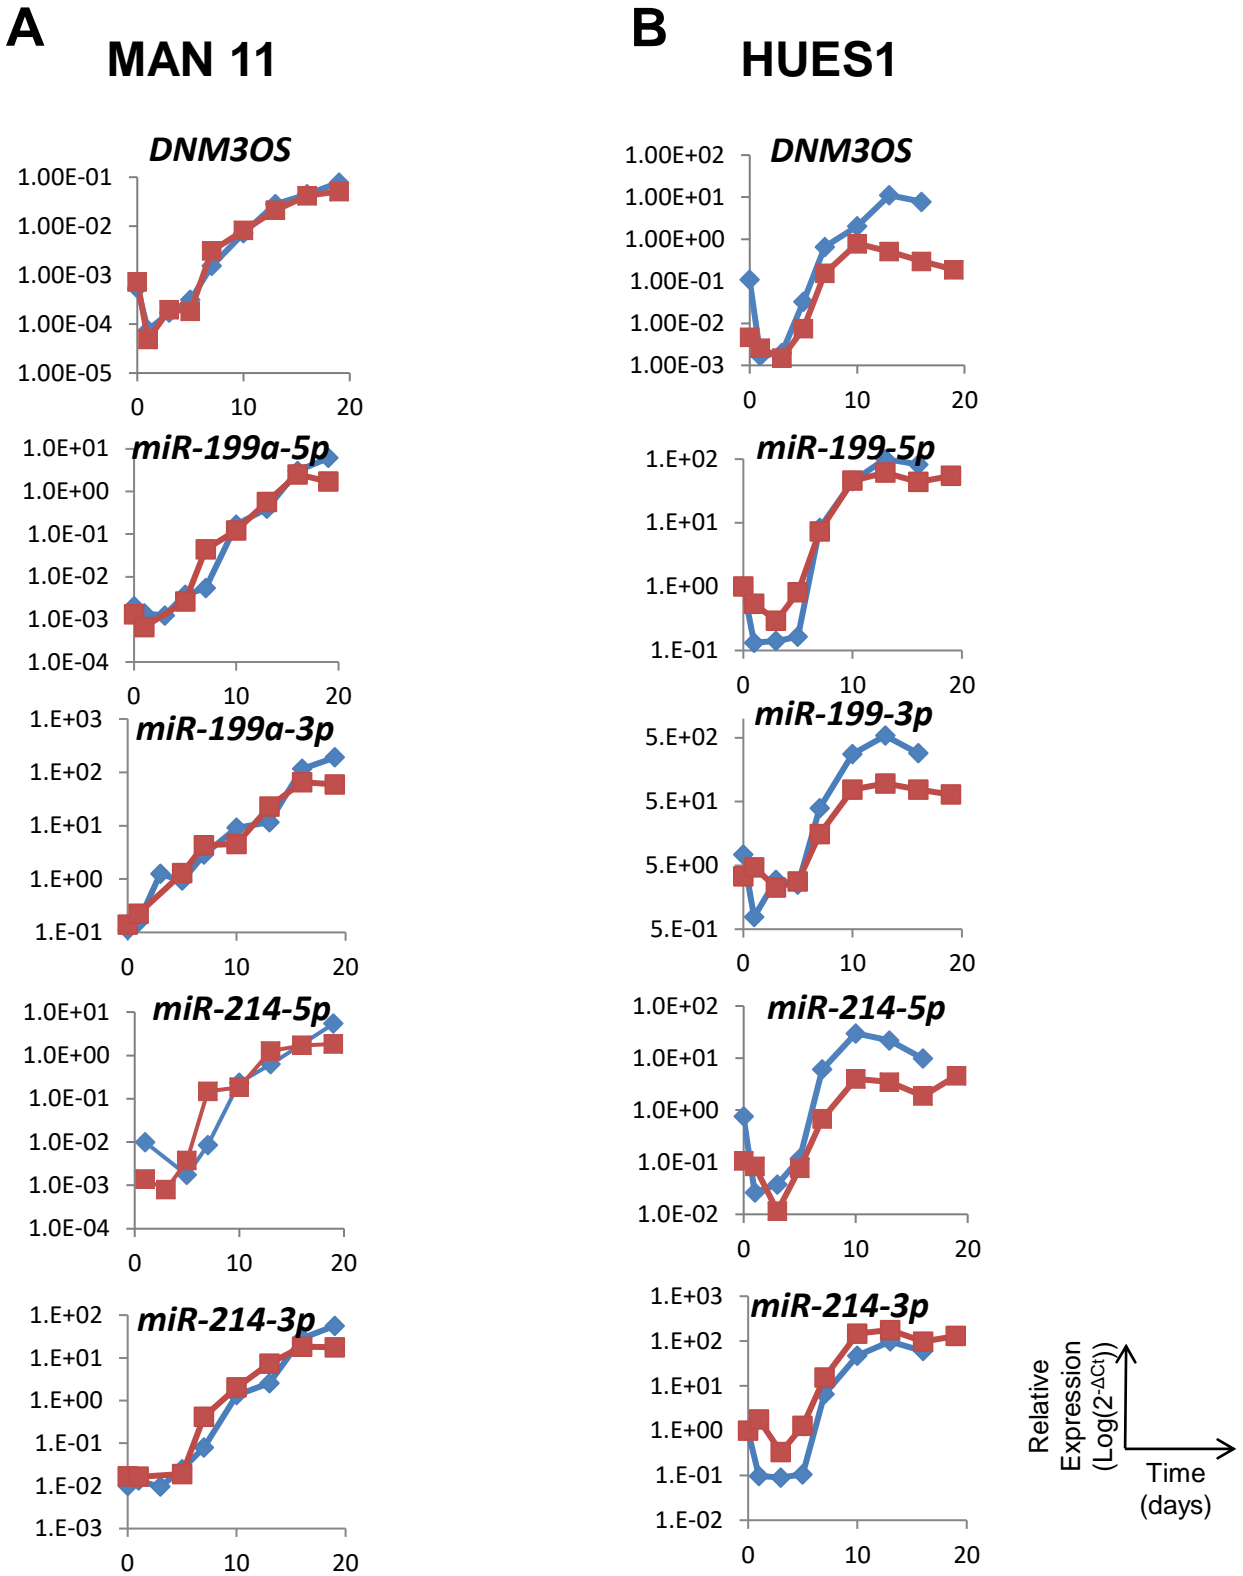 A
MAN 11
DNM3OS
1.00E-01
1.00E-02
1.00E-03
1.00E-04
1.00E-05
0 10 20
miR-199a-5p
1.0E+01
1.0E+00
1.0E-01
1.0E-02
1.0E-03
1.0E-04
0 10 20
miR-199a-3p
1.E+03
1.E+02
1.E+01
1.E+00
1.E-01
0 10 20
miR-214-5p
1.0E+01
1.0E+00
1.0E-01
1.0E-02
1.0E-03
1.0E-04
0 10 20
miR-214-3p
1.E+02
1.E+01
1.E+00
1.E-01
1.E-02
1.E-03
0 10 20
B
HUES1
DNM3OS
1.00E+02
1.00E+01
1.00E+00
1.00E-01
1.00E-02
1.00E-03
0 10 20
miR-199-5p
1.E+02
1.E+01
1.E+00
1.E-01
0 10 20
miR-199-3p
5.E+02
5.E+01
5.E+00
5.E-01
0 10 20
miR-214-5p
1.0E+02
1.0E+01
1.0E+00
1.0E-01
1.0E-02
0 10 20
miR-214-3p
1.E+03
1.E+02
1.E+01
1.E+00
1.E-01
1.E-02
0 10 20
Relative
Expression
(Log(2-ΔCt))
Time
(days)